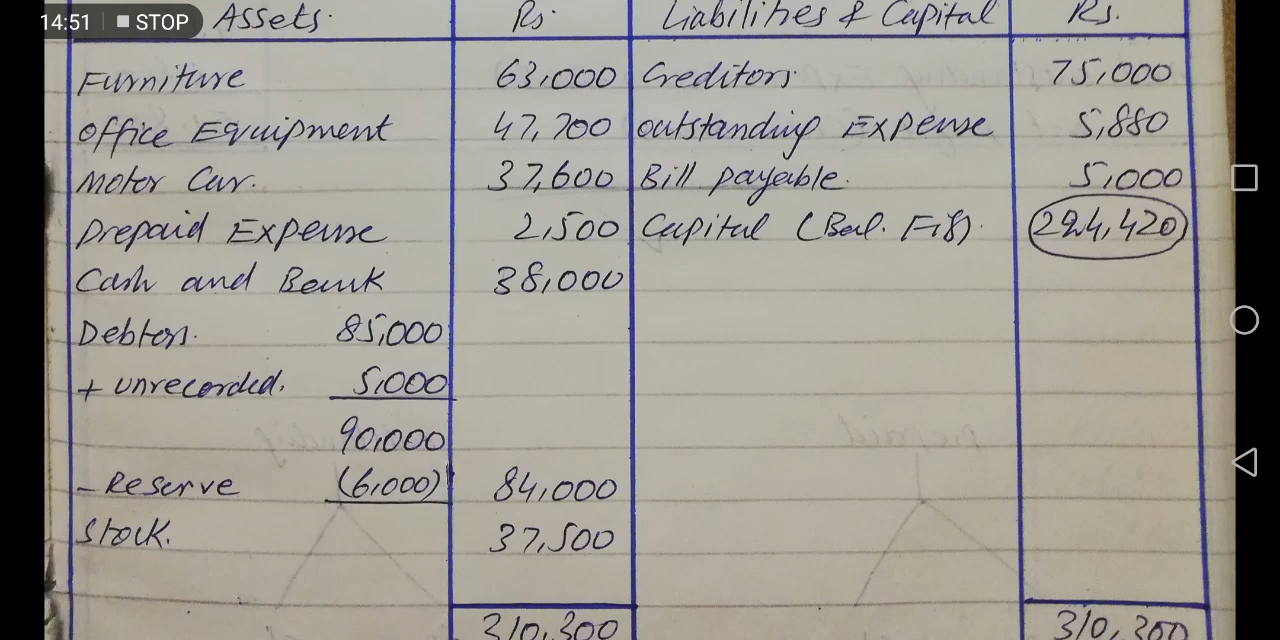 14:51 STOP
Assets. Rs. Liabilities & Capital Rs.
Furniture 63,000 Creditors. 75,000
Office Equipment 47,700 outstanding Expense 5,880
Motor Car. 37,600 Bill payable. 5,000
Prepaid Expense 2,500 Capital (Bal. Fig). 224,420
Cash and Bank 38,000
Debtors. 85,000
+ unrecorded. 5,000
90,000
- Reserve (6,000) 84,000
Stock. 37,500
310,300 310,300